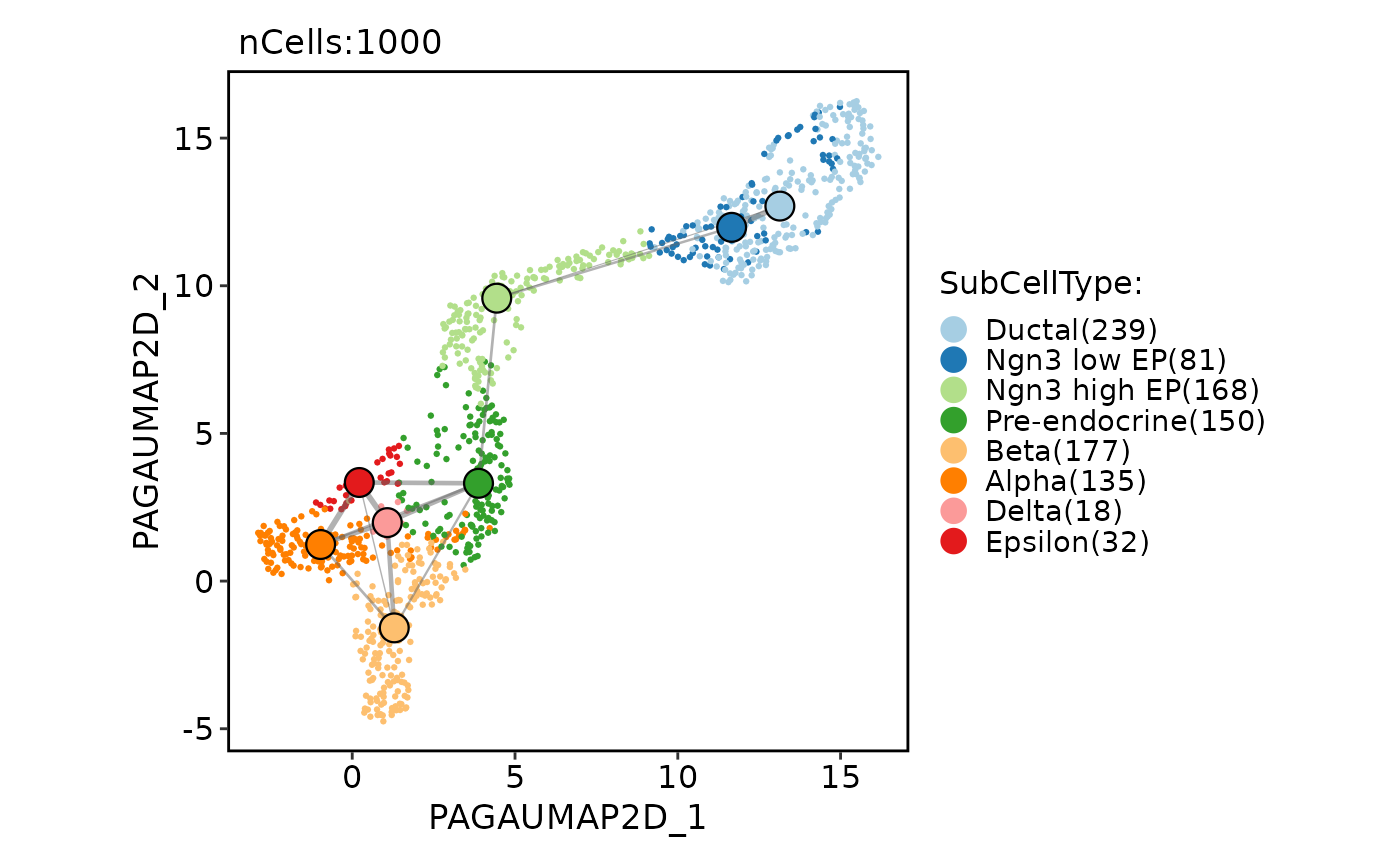 nCells:1000
15
10
5
0
-5
PAGAUMAP2D_2
0 5 10 15
PAGAUMAP2D_1
SubCellType:
Ductal(239)
Ngn3 low EP(81)
Ngn3 high EP(168)
Pre-endocrine(150)
Beta(177)
Alpha(135)
Delta(18)
Epsilon(32)